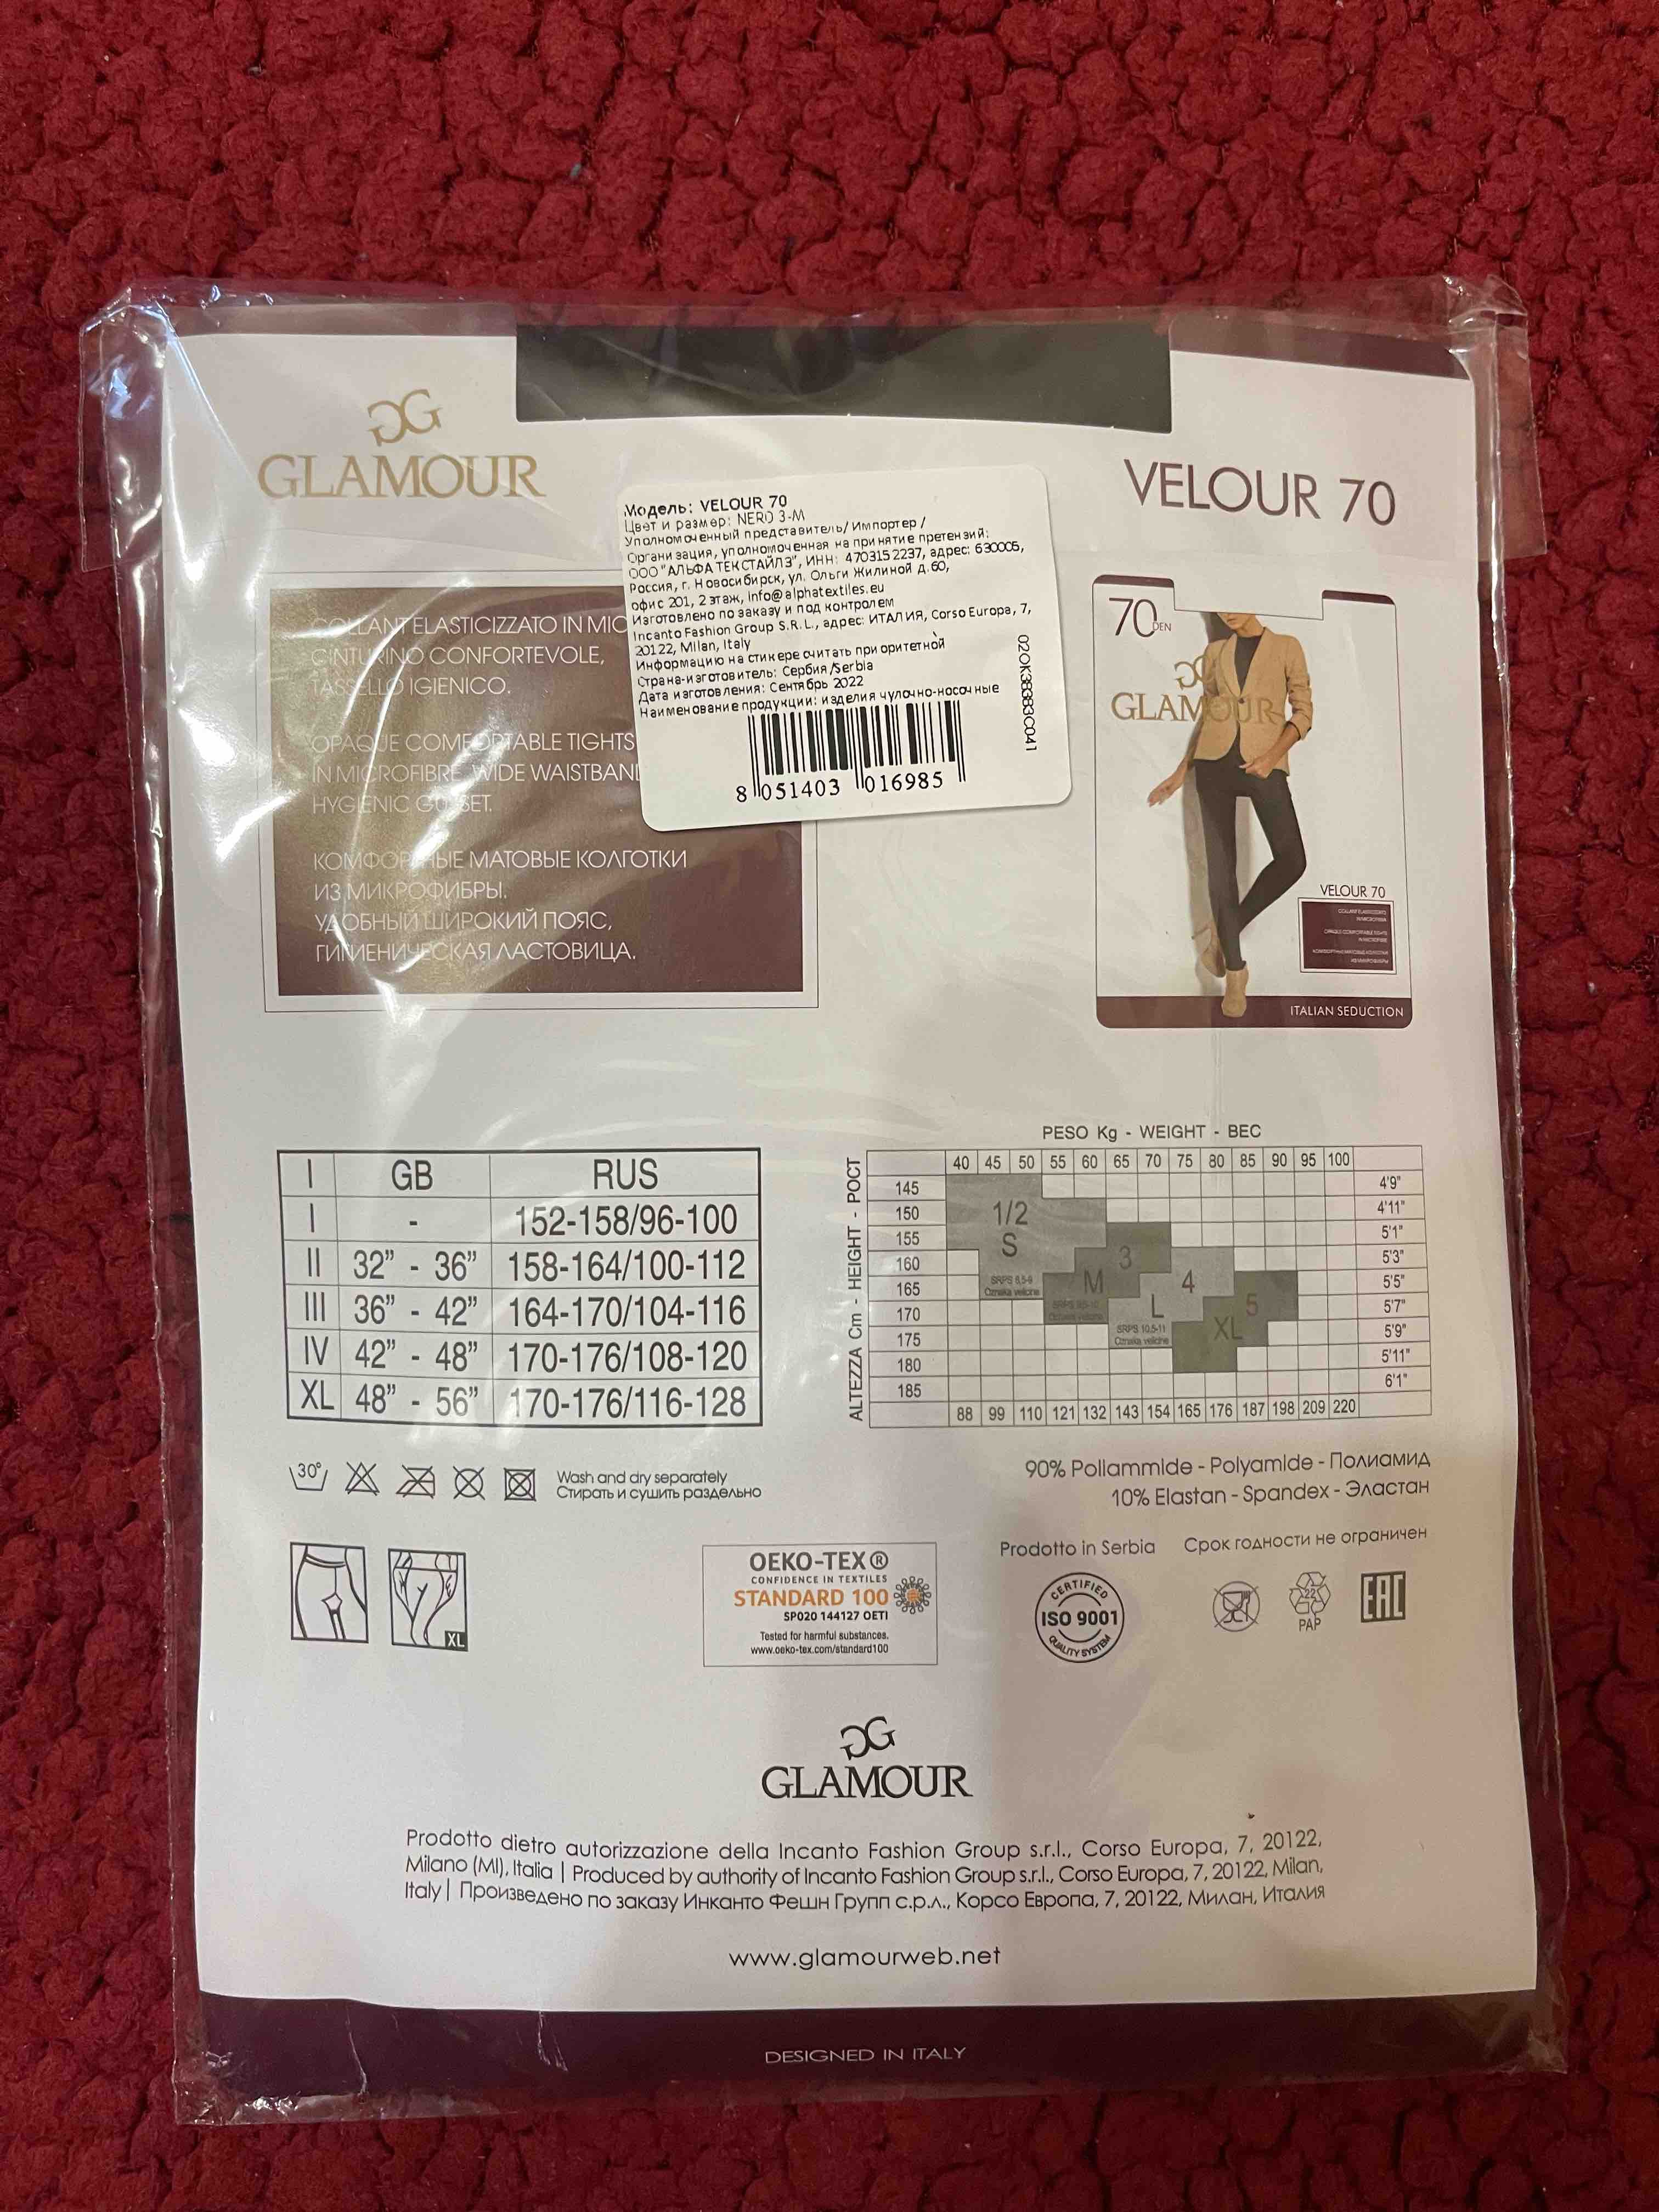 GLAMOUR
VELOUR 70
Модель: VELOUR 70
Цвет и размер: NERO 3-M
Уполномоченный представитель/ Импортер /
Организация, уполномоченная на принятие претензий:
ООО "АЛЬФА ТЕКСТАЙЛЗ", ИНН: 4703152237, адрес: 630005,
Россия, г. Новосибирск, ул. Ольги Жилиной д.60,
офис 201, 2 этаж, info@alphatextiles.eu
Изготовлено по заказу и под контролем
Incanto Fashion Group S.R.L., адрес: ИТАЛИЯ, Corso Europa, 7,
20122, Milan, Italy
Информацию на стикере считать приоритетной
Страна-изготовитель: Сербия/Serbia
Дата изготовления: Сентябрь 2022
Наименование продукции: изделия чулочно-носочные
8 051403 016985
COLLANT ELASTICIZZATO IN MIC
CINTURINO CONFORTEVOLE,
TASSELLO IGIENICO.
OPAQUE COMFORTABLE TIGHTS
IN MICROFIBRE, WIDE WAISTBAND
HYGIENIC GUSSET.
КОМФОРТНЫЕ МАТОВЫЕ КОЛГОТКИ
ИЗ МИКРОФИБРЫ.
УДОБНЫЙ ШИРОКИЙ ПОЯС,
ГИГИЕНИЧЕСКАЯ ЛАСТОВИЦА.
70 DEN
GLAMOUR
VELOUR 70
ITALIAN SEDUCTION
I GB RUS
I - 152-158/96-100
II 32” - 36” 158-164/100-112
III 36” - 42” 164-170/104-116
IV 42” - 48” 170-176/108-120
XL 48” - 56” 170-176/116-128
PESO Kg - WEIGHT - ВЕС
ALTEZZA Cm - HEIGHT - РОСТ
40 45 50 55 60 65 70 75 80 85 90 95 100
145 4'9"
150 1/2 4'11"
155 S 3 5'1"
160 5'3"
165 M 4 5'5"
170 L 5 5'7"
175 XL 5'9"
180 5'11"
185 6'1"
88 99 110 121 132 143 154 165 176 187 198 209 220
30°
Wash and dry separately
Стирать и сушить раздельно
90% Poliammide - Polyamide - Полиамид
10% Elastan - Spandex - Эластан
XL
OEKO-TEX®
CONFIDENCE IN TEXTILES
STANDARD 100
SP020 144127 OETI
Tested for harmful substances.
www.oeko-tex.com/standard100
Prodotto in Serbia Срок годности не ограничен
CERTIFIED
ISO 9001
QUALITY SYSTEM
22
PAP
EAC
GLAMOUR
Prodotto dietro autorizzazione della Incanto Fashion Group s.r.l., Corso Europa, 7, 20122,
Milano (MI), Italia | Produced by authority of Incanto Fashion Group s.r.l., Corso Europa, 7, 20122, Milan,
Italy | Произведено по заказу Инканто Фешн Групп с.р.л., Корсо Европа, 7, 20122, Милан, Италия
www.glamourweb.net
DESIGNED IN ITALY